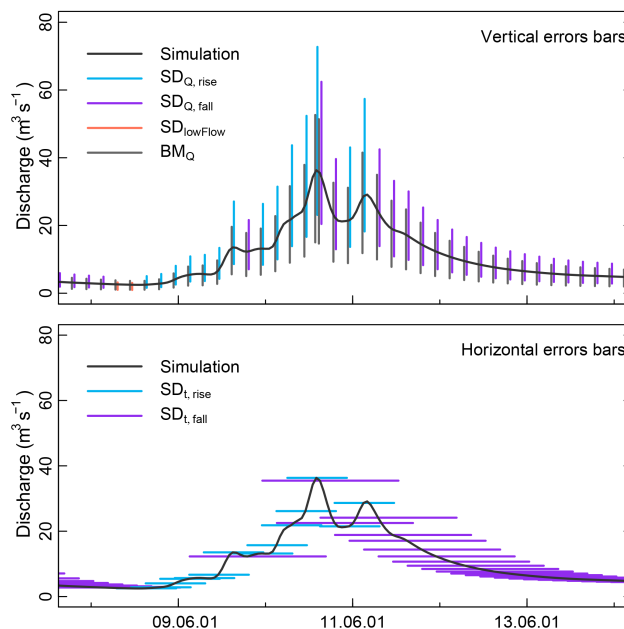 Vertical errors bars
Simulation
SDQ, rise
SDQ, fall
SDlowFlow
BMQ
Discharge (m³s⁻¹)
80
60
40
20
0
Horizontal errors bars
Simulation
SDt, rise
SDt, fall
Discharge (m³s⁻¹)
80
60
40
20
0
09.06.01
11.06.01
13.06.01